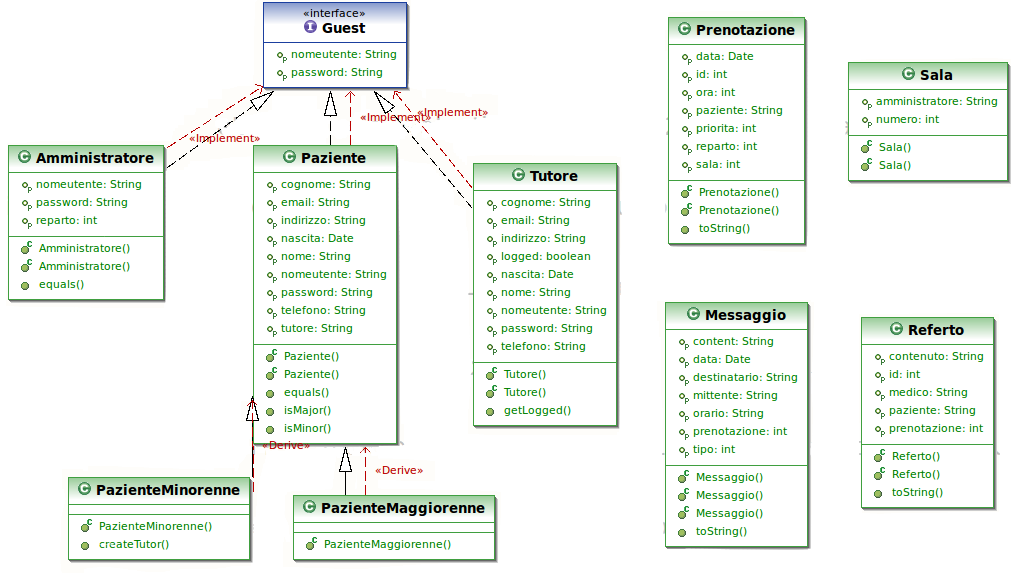 «interface»
Guest
nomeutente: String
password: String
«Implement»
«Implement»
«Implement»
Amministratore
nomeutente: String
password: String
reparto: int
Amministratore()
Amministratore()
equals()
Paziente
cognome: String
email: String
indirizzo: String
nascita: Date
nome: String
nomeutente: String
password: String
telefono: String
tutore: String
Paziente()
Paziente()
equals()
isMajor()
isMinor()
Tutore
cognome: String
email: String
indirizzo: String
logged: boolean
nascita: Date
nome: String
nomeutente: String
password: String
telefono: String
Tutore()
Tutore()
getLogged()
«Derive»
«Derive»
PazienteMinorenne
PazienteMinorenne()
createTutor()
PazienteMaggiorenne
PazienteMaggiorenne()
Prenotazione
data: Date
id: int
ora: int
paziente: String
priorita: int
reparto: int
sala: int
Prenotazione()
Prenotazione()
toString()
Sala
amministratore: String
numero: int
Sala()
Sala()
Messaggio
content: String
data: Date
destinatario: String
mittente: String
orario: String
prenotazione: int
tipo: int
Messaggio()
Messaggio()
Messaggio()
toString()
Referto
contenuto: String
id: int
medico: String
paziente: String
prenotazione: int
Referto()
Referto()
toString()